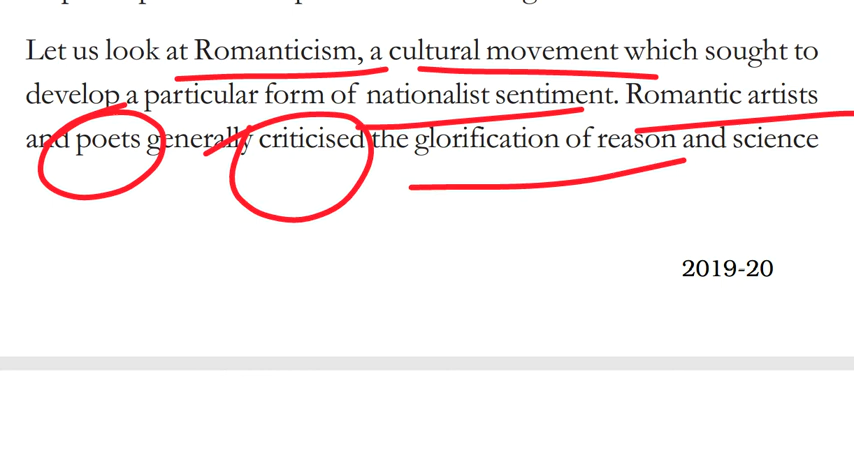 Let us look at Romanticism, a cultural movement which sought to
develop a particular form of nationalist sentiment. Romantic artists
and poets generally criticised the glorification of reason and science
2019-20